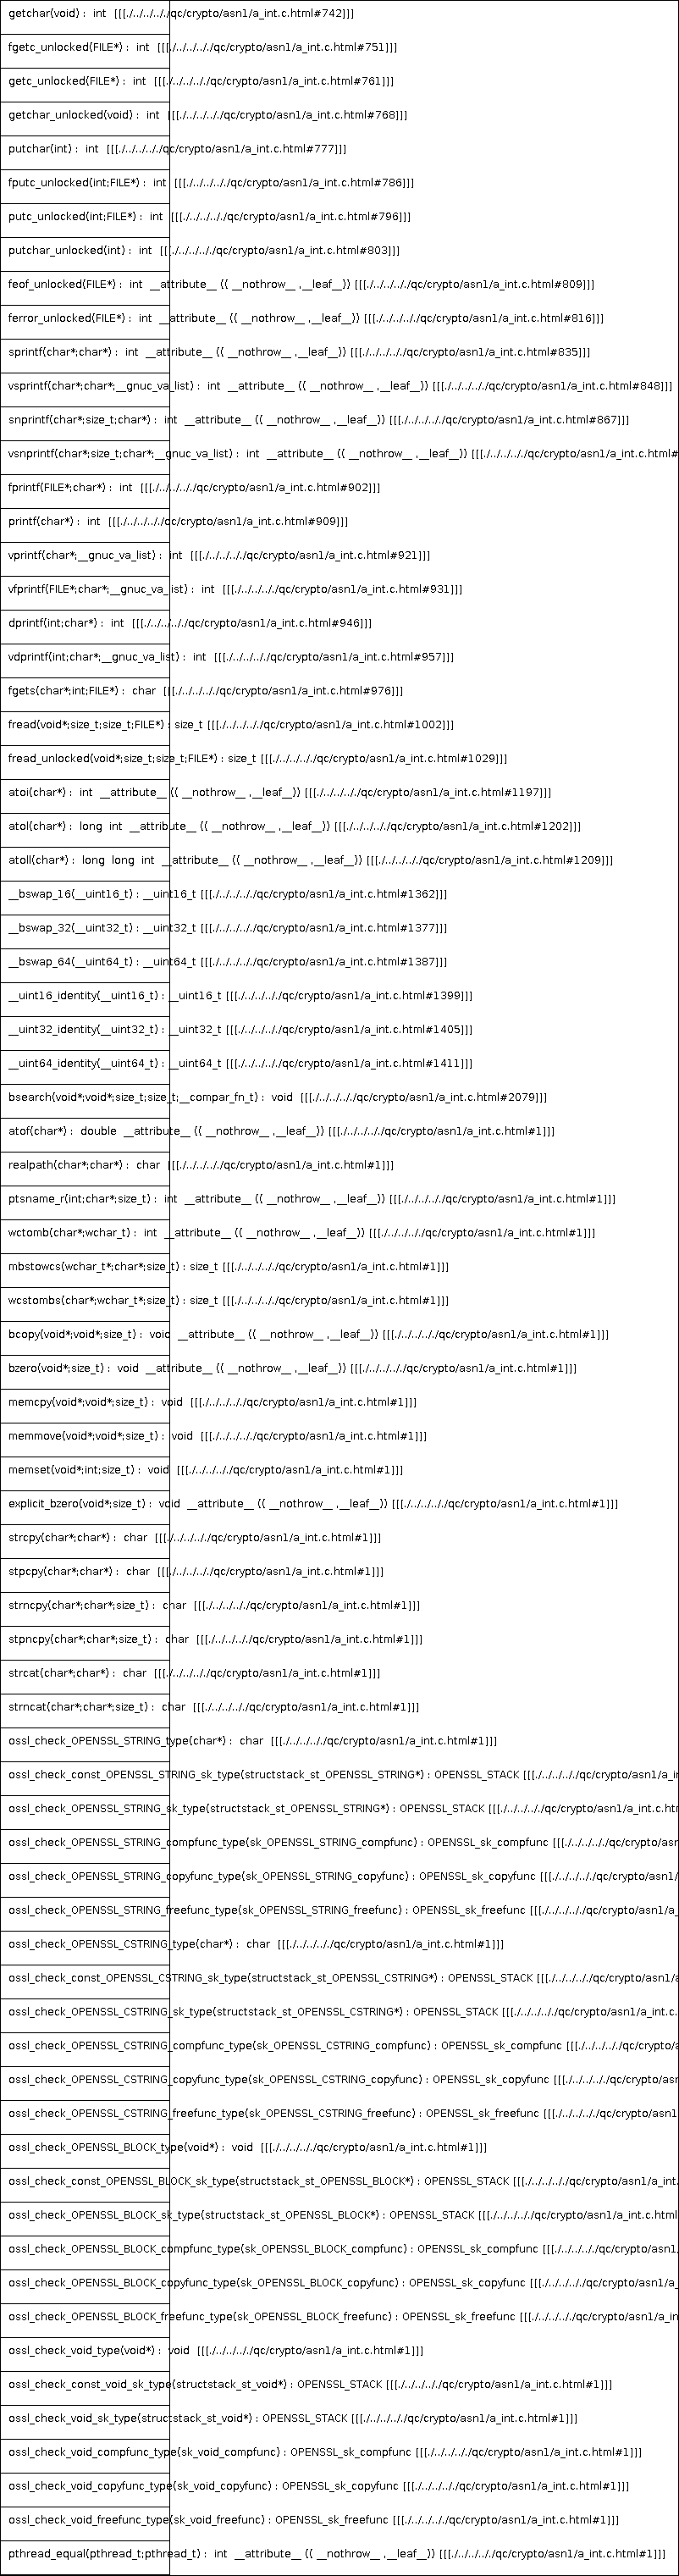 getchar(void) : int [[[./../../../../qc/crypto/asn1/a_int.c.html#742]]]
fgetc_unlocked(FILE*) : int [[[./../../../../qc/crypto/asn1/a_int.c.html#751]]]
getc_unlocked(FILE*) : int [[[./../../../../qc/crypto/asn1/a_int.c.html#761]]]
getchar_unlocked(void) : int [[[./../../../../qc/crypto/asn1/a_int.c.html#768]]]
putchar(int) : int [[[./../../../../qc/crypto/asn1/a_int.c.html#777]]]
fputc_unlocked(int;FILE*) : int [[[./../../../../qc/crypto/asn1/a_int.c.html#786]]]
putc_unlocked(int;FILE*) : int [[[./../../../../qc/crypto/asn1/a_int.c.html#796]]]
putchar_unlocked(int) : int [[[./../../../../qc/crypto/asn1/a_int.c.html#803]]]
feof_unlocked(FILE*) : int __attribute__ (( __nothrow__ ,__leaf__)) [[[./../../../../qc/crypto/asn1/a_int.c.html#809]]]
ferror_unlocked(FILE*) : int __attribute__ (( __nothrow__ ,__leaf__)) [[[./../../../../qc/crypto/asn1/a_int.c.html#816]]]
sprintf(char*;char*) : int __attribute__ (( __nothrow__ ,__leaf__)) [[[./../../../../qc/crypto/asn1/a_int.c.html#835]]]
vsprintf(char*;char*;__gnuc_va_list) : int __attribute__ (( __nothrow__ ,__leaf__)) [[[./../../../../qc/crypto/asn1/a_int.c.html#848]]]
snprintf(char*;size_t;char*) : int __attribute__ (( __nothrow__ ,__leaf__)) [[[./../../../../qc/crypto/asn1/a_int.c.html#867]]]
vsnprintf(char*;size_t;char*;__gnuc_va_list) : int __attribute__ (( __nothrow__ ,__leaf__)) [[[./../../../../qc/crypto/asn1/a_int.c.html#
fprintf(FILE*;char*) : int [[[./../../../../qc/crypto/asn1/a_int.c.html#902]]]
printf(char*) : int [[[./../../../../qc/crypto/asn1/a_int.c.html#909]]]
vprintf(char*;__gnuc_va_list) : int [[[./../../../../qc/crypto/asn1/a_int.c.html#921]]]
vfprintf(FILE*;char*;__gnuc_va_list) : int [[[./../../../../qc/crypto/asn1/a_int.c.html#931]]]
dprintf(int;char*) : int [[[./../../../../qc/crypto/asn1/a_int.c.html#946]]]
vdprintf(int;char*;__gnuc_va_list) : int [[[./../../../../qc/crypto/asn1/a_int.c.html#957]]]
fgets(char*;int;FILE*) : char [[[./../../../../qc/crypto/asn1/a_int.c.html#976]]]
fread(void*;size_t;size_t;FILE*) : size_t [[[./../../../../qc/crypto/asn1/a_int.c.html#1002]]]
fread_unlocked(void*;size_t;size_t;FILE*) : size_t [[[./../../../../qc/crypto/asn1/a_int.c.html#1029]]]
atoi(char*) : int __attribute__ (( __nothrow__ ,__leaf__)) [[[./../../../../qc/crypto/asn1/a_int.c.html#1197]]]
atol(char*) : long int __attribute__ (( __nothrow__ ,__leaf__)) [[[./../../../../qc/crypto/asn1/a_int.c.html#1202]]]
atoll(char*) : long long int __attribute__ (( __nothrow__ ,__leaf__)) [[[./../../../../qc/crypto/asn1/a_int.c.html#1209]]]
__bswap_16(__uint16_t) : __uint16_t [[[./../../../../qc/crypto/asn1/a_int.c.html#1362]]]
__bswap_32(__uint32_t) : __uint32_t [[[./../../../../qc/crypto/asn1/a_int.c.html#1377]]]
__bswap_64(__uint64_t) : __uint64_t [[[./../../../../qc/crypto/asn1/a_int.c.html#1387]]]
__uint16_identity(__uint16_t) : __uint16_t [[[./../../../../qc/crypto/asn1/a_int.c.html#1399]]]
__uint32_identity(__uint32_t) : __uint32_t [[[./../../../../qc/crypto/asn1/a_int.c.html#1405]]]
__uint64_identity(__uint64_t) : __uint64_t [[[./../../../../qc/crypto/asn1/a_int.c.html#1411]]]
bsearch(void*;void*;size_t;size_t;__compar_fn_t) : void [[[./../../../../qc/crypto/asn1/a_int.c.html#2079]]]
atof(char*) : double __attribute__ (( __nothrow__ ,__leaf__)) [[[./../../../../qc/crypto/asn1/a_int.c.html#1]]]
realpath(char*;char*) : char [[[./../../../../qc/crypto/asn1/a_int.c.html#1]]]
ptsname_r(int;char*;size_t) : int __attribute__ (( __nothrow__ ,__leaf__)) [[[./../../../../qc/crypto/asn1/a_int.c.html#1]]]
wctomb(char*;wchar_t) : int __attribute__ (( __nothrow__ ,__leaf__)) [[[./../../../../qc/crypto/asn1/a_int.c.html#1]]]
mbstowcs(wchar_t*;char*;size_t) : size_t [[[./../../../../qc/crypto/asn1/a_int.c.html#1]]]
wcstombs(char*;wchar_t*;size_t) : size_t [[[./../../../../qc/crypto/asn1/a_int.c.html#1]]]
bcopy(void*;void*;size_t) : void __attribute__ (( __nothrow__ ,__leaf__)) [[[./../../../../qc/crypto/asn1/a_int.c.html#1]]]
bzero(void*;size_t) : void __attribute__ (( __nothrow__ ,__leaf__)) [[[./../../../../qc/crypto/asn1/a_int.c.html#1]]]
memcpy(void*;void*;size_t) : void [[[./../../../../qc/crypto/asn1/a_int.c.html#1]]]
memmove(void*;void*;size_t) : void [[[./../../../../qc/crypto/asn1/a_int.c.html#1]]]
memset(void*;int;size_t) : void [[[./../../../../qc/crypto/asn1/a_int.c.html#1]]]
explicit_bzero(void*;size_t) : void __attribute__ (( __nothrow__ ,__leaf__)) [[[./../../../../qc/crypto/asn1/a_int.c.html#1]]]
strcpy(char*;char*) : char [[[./../../../../qc/crypto/asn1/a_int.c.html#1]]]
stpcpy(char*;char*) : char [[[./../../../../qc/crypto/asn1/a_int.c.html#1]]]
strncpy(char*;char*;size_t) : char [[[./../../../../qc/crypto/asn1/a_int.c.html#1]]]
stpncpy(char*;char*;size_t) : char [[[./../../../../qc/crypto/asn1/a_int.c.html#1]]]
strcat(char*;char*) : char [[[./../../../../qc/crypto/asn1/a_int.c.html#1]]]
strncat(char*;char*;size_t) : char [[[./../../../../qc/crypto/asn1/a_int.c.html#1]]]
ossl_check_OPENSSL_STRING_type(char*) : char [[[./../../../../qc/crypto/asn1/a_int.c.html#1]]]
ossl_check_const_OPENSSL_STRING_sk_type(structstack_st_OPENSSL_STRING*) : OPENSSL_STACK [[[./../../../../qc/crypto/asn1/a_in
ossl_check_OPENSSL_STRING_sk_type(structstack_st_OPENSSL_STRING*) : OPENSSL_STACK [[[./../../../../qc/crypto/asn1/a_int.c.htm
ossl_check_OPENSSL_STRING_compfunc_type(sk_OPENSSL_STRING_compfunc) : OPENSSL_sk_compfunc [[[./../../../../qc/crypto/asn
ossl_check_OPENSSL_STRING_copyfunc_type(sk_OPENSSL_STRING_copyfunc) : OPENSSL_sk_copyfunc [[[./../../../../qc/crypto/asn1/
ossl_check_OPENSSL_STRING_freefunc_type(sk_OPENSSL_STRING_freefunc) : OPENSSL_sk_freefunc [[[./../../../../qc/crypto/asn1/a_
ossl_check_OPENSSL_CSTRING_type(char*) : char [[[./../../../../qc/crypto/asn1/a_int.c.html#1]]]
ossl_check_const_OPENSSL_CSTRING_sk_type(structstack_st_OPENSSL_CSTRING*) : OPENSSL_STACK [[[./../../../../qc/crypto/asn1/a
ossl_check_OPENSSL_CSTRING_sk_type(structstack_st_OPENSSL_CSTRING*) : OPENSSL_STACK [[[./../../../../qc/crypto/asn1/a_int.c.
ossl_check_OPENSSL_CSTRING_compfunc_type(sk_OPENSSL_CSTRING_compfunc) : OPENSSL_sk_compfunc [[[./../../../../qc/crypto/a
ossl_check_OPENSSL_CSTRING_copyfunc_type(sk_OPENSSL_CSTRING_copyfunc) : OPENSSL_sk_copyfunc [[[./../../../../qc/crypto/asn
ossl_check_OPENSSL_CSTRING_freefunc_type(sk_OPENSSL_CSTRING_freefunc) : OPENSSL_sk_freefunc [[[./../../../../qc/crypto/asn1
ossl_check_OPENSSL_BLOCK_type(void*) : void [[[./../../../../qc/crypto/asn1/a_int.c.html#1]]]
ossl_check_const_OPENSSL_BLOCK_sk_type(structstack_st_OPENSSL_BLOCK*) : OPENSSL_STACK [[[./../../../../qc/crypto/asn1/a_int.
ossl_check_OPENSSL_BLOCK_sk_type(structstack_st_OPENSSL_BLOCK*) : OPENSSL_STACK [[[./../../../../qc/crypto/asn1/a_int.c.html
ossl_check_OPENSSL_BLOCK_compfunc_type(sk_OPENSSL_BLOCK_compfunc) : OPENSSL_sk_compfunc [[[./../../../../qc/crypto/asn1,
ossl_check_OPENSSL_BLOCK_copyfunc_type(sk_OPENSSL_BLOCK_copyfunc) : OPENSSL_sk_copyfunc [[[./../../../../qc/crypto/asn1/a_
ossl_check_OPENSSL_BLOCK_freefunc_type(sk_OPENSSL_BLOCK_freefunc) : OPENSSL_sk_freefunc [[[./../../../../qc/crypto/asn1/a_in
ossl_check_void_type(void*) : void [[[./../../../../qc/crypto/asn1/a_int.c.html#1]]]
ossl_check_const_void_sk_type(structstack_st_void*) : OPENSSL_STACK [[[./../../../../qc/crypto/asn1/a_int.c.html#1]]]
ossl_check_void_sk_type(structstack_st_void*) : OPENSSL_STACK [[[./../../../../qc/crypto/asn1/a_int.c.html#1]]]
ossl_check_void_compfunc_type(sk_void_compfunc) : OPENSSL_sk_compfunc [[[./../../../../qc/crypto/asn1/a_int.c.html#1]]]
ossl_check_void_copyfunc_type(sk_void_copyfunc) : OPENSSL_sk_copyfunc [[[./../../../../qc/crypto/asn1/a_int.c.html#1]]]
ossl_check_void_freefunc_type(sk_void_freefunc) : OPENSSL_sk_freefunc [[[./../../../../qc/crypto/asn1/a_int.c.html#1]]]
pthread_equal(pthread_t;pthread_t) : int __attribute__ (( __nothrow__ ,__leaf__)) [[[./../../../../qc/crypto/asn1/a_int.c.html#1]]]